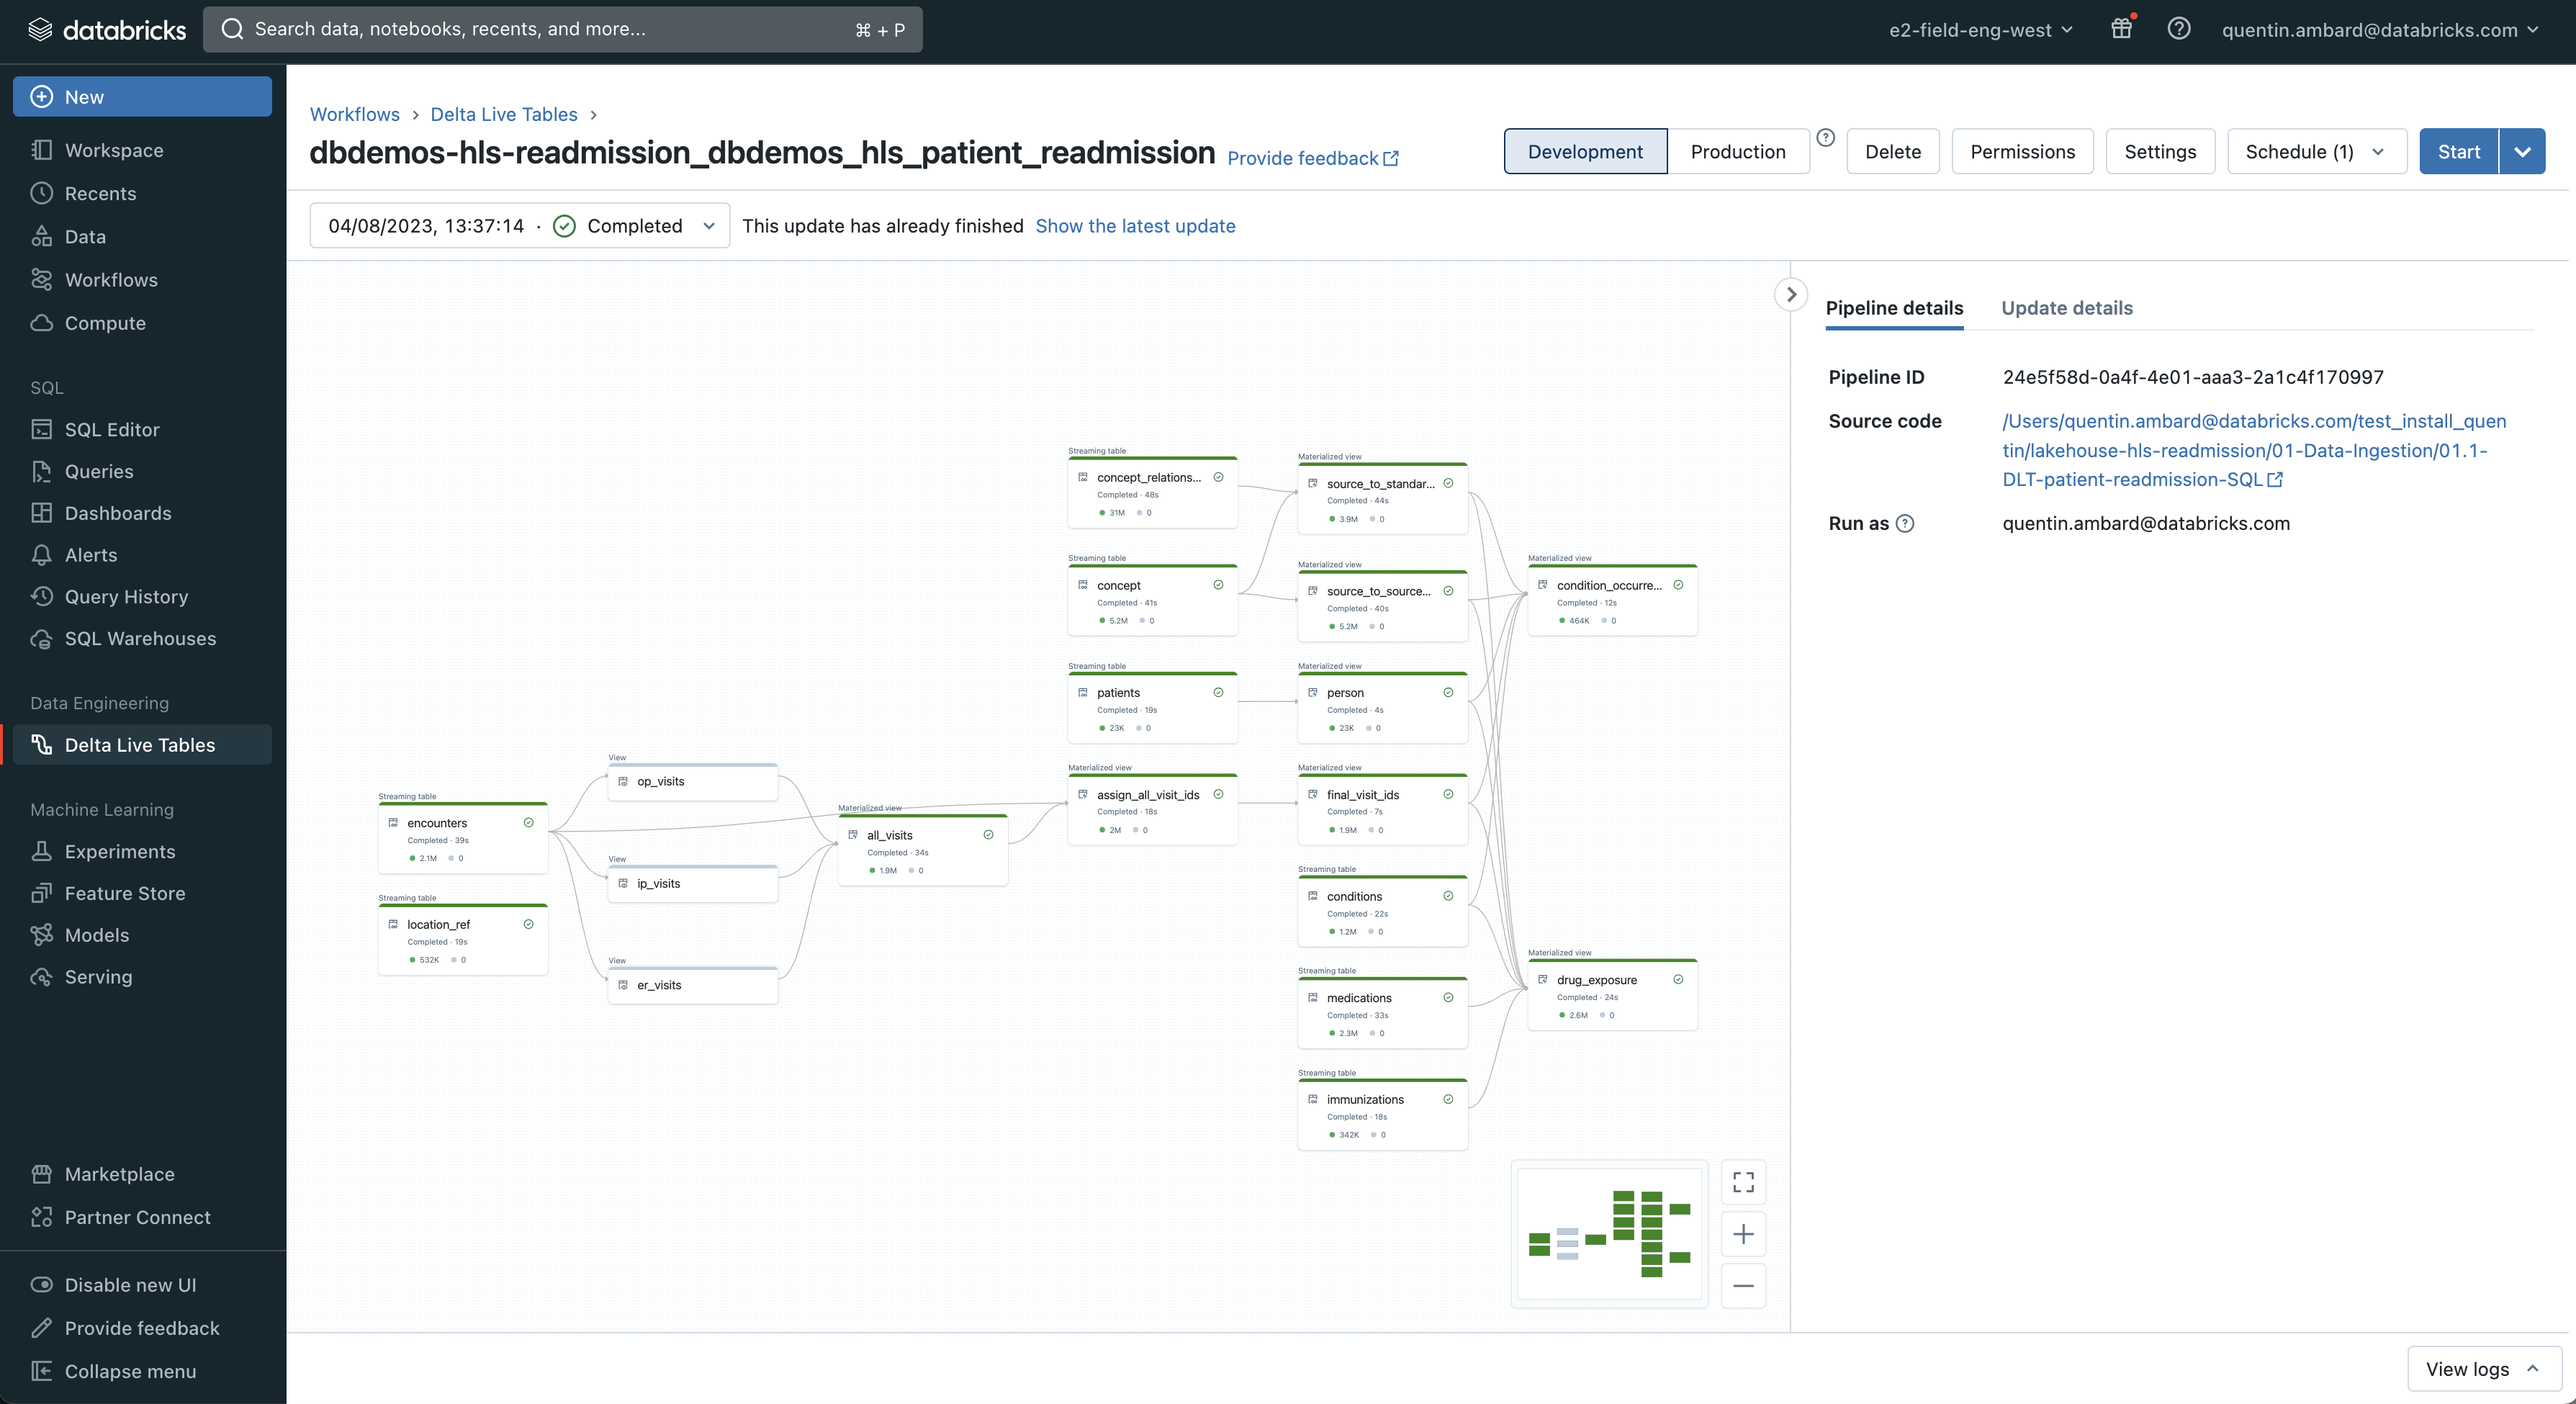 databricks
Search data, notebooks, recents, and more...
⌘ + P
e2-field-eng-west
quentin.ambard@databricks.com
New
Workspace
Recents
Data
Workflows
Compute
SQL
SQL Editor
Queries
Dashboards
Alerts
Query History
SQL Warehouses
Data Engineering
Delta Live Tables
Machine Learning
Experiments
Feature Store
Models
Serving
Marketplace
Partner Connect
Disable new UI
Provide feedback
Collapse menu
Workflows › Delta Live Tables ›
dbdemos-hls-readmission_dbdemos_hls_patient_readmission
Provide feedback
Development
Production
?
Delete
Permissions
Settings
Schedule (1)
Start
04/08/2023, 13:37:14 · Completed
This update has already finished
Show the latest update
Streaming table
encounters
Completed · 39s
2.1M 0
Streaming table
location_ref
Completed · 19s
532K 0
View
op_visits
View
ip_visits
View
er_visits
Materialized view
all_visits
Completed · 34s
1.9M 0
Streaming table
concept_relations...
Completed · 48s
31M 0
Streaming table
concept
Completed · 41s
5.2M 0
Streaming table
patients
Completed · 19s
23K 0
Materialized view
assign_all_visit_ids
Completed · 18s
2M 0
Materialized view
source_to_standar...
Completed · 44s
3.9M 0
Materialized view
source_to_source...
Completed · 40s
5.2M 0
Materialized view
person
Completed · 4s
23K 0
Materialized view
final_visit_ids
Completed · 7s
1.9M 0
Streaming table
conditions
Completed · 22s
1.2M 0
Streaming table
medications
Completed · 33s
2.3M 0
Streaming table
immunizations
Completed · 18s
342K 0
Materialized view
condition_occurre...
Completed · 12s
464K 0
Materialized view
drug_exposure
Completed · 24s
2.6M 0
Pipeline details
Update details
Pipeline ID
24e5f58d-0a4f-4e01-aaa3-2a1c4f170997
Source code
/Users/quentin.ambard@databricks.com/test_install_quen
tin/lakehouse-hls-readmission/01-Data-Ingestion/01.1-
DLT-patient-readmission-SQL
Run as ?
quentin.ambard@databricks.com
View logs